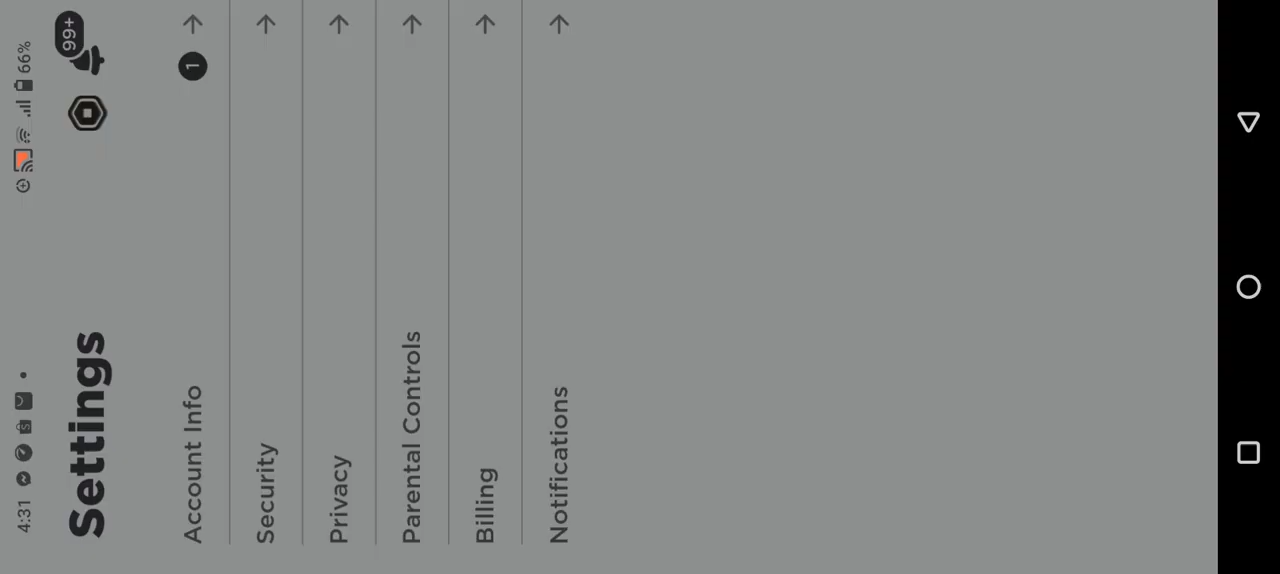 4:31 66%
Settings 99+
Account Info 1
Security
Privacy
Parental Controls
Billing
Notifications